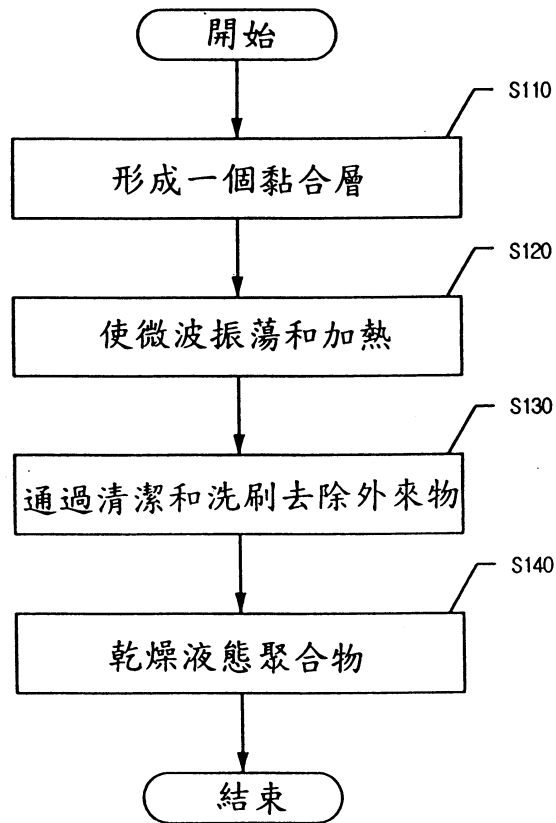 開始
S110
形成一個黏合層
S120
使微波振蕩和加熱
S130
通過清潔和洗刷去除外來物
S140
乾燥液態聚合物
結束